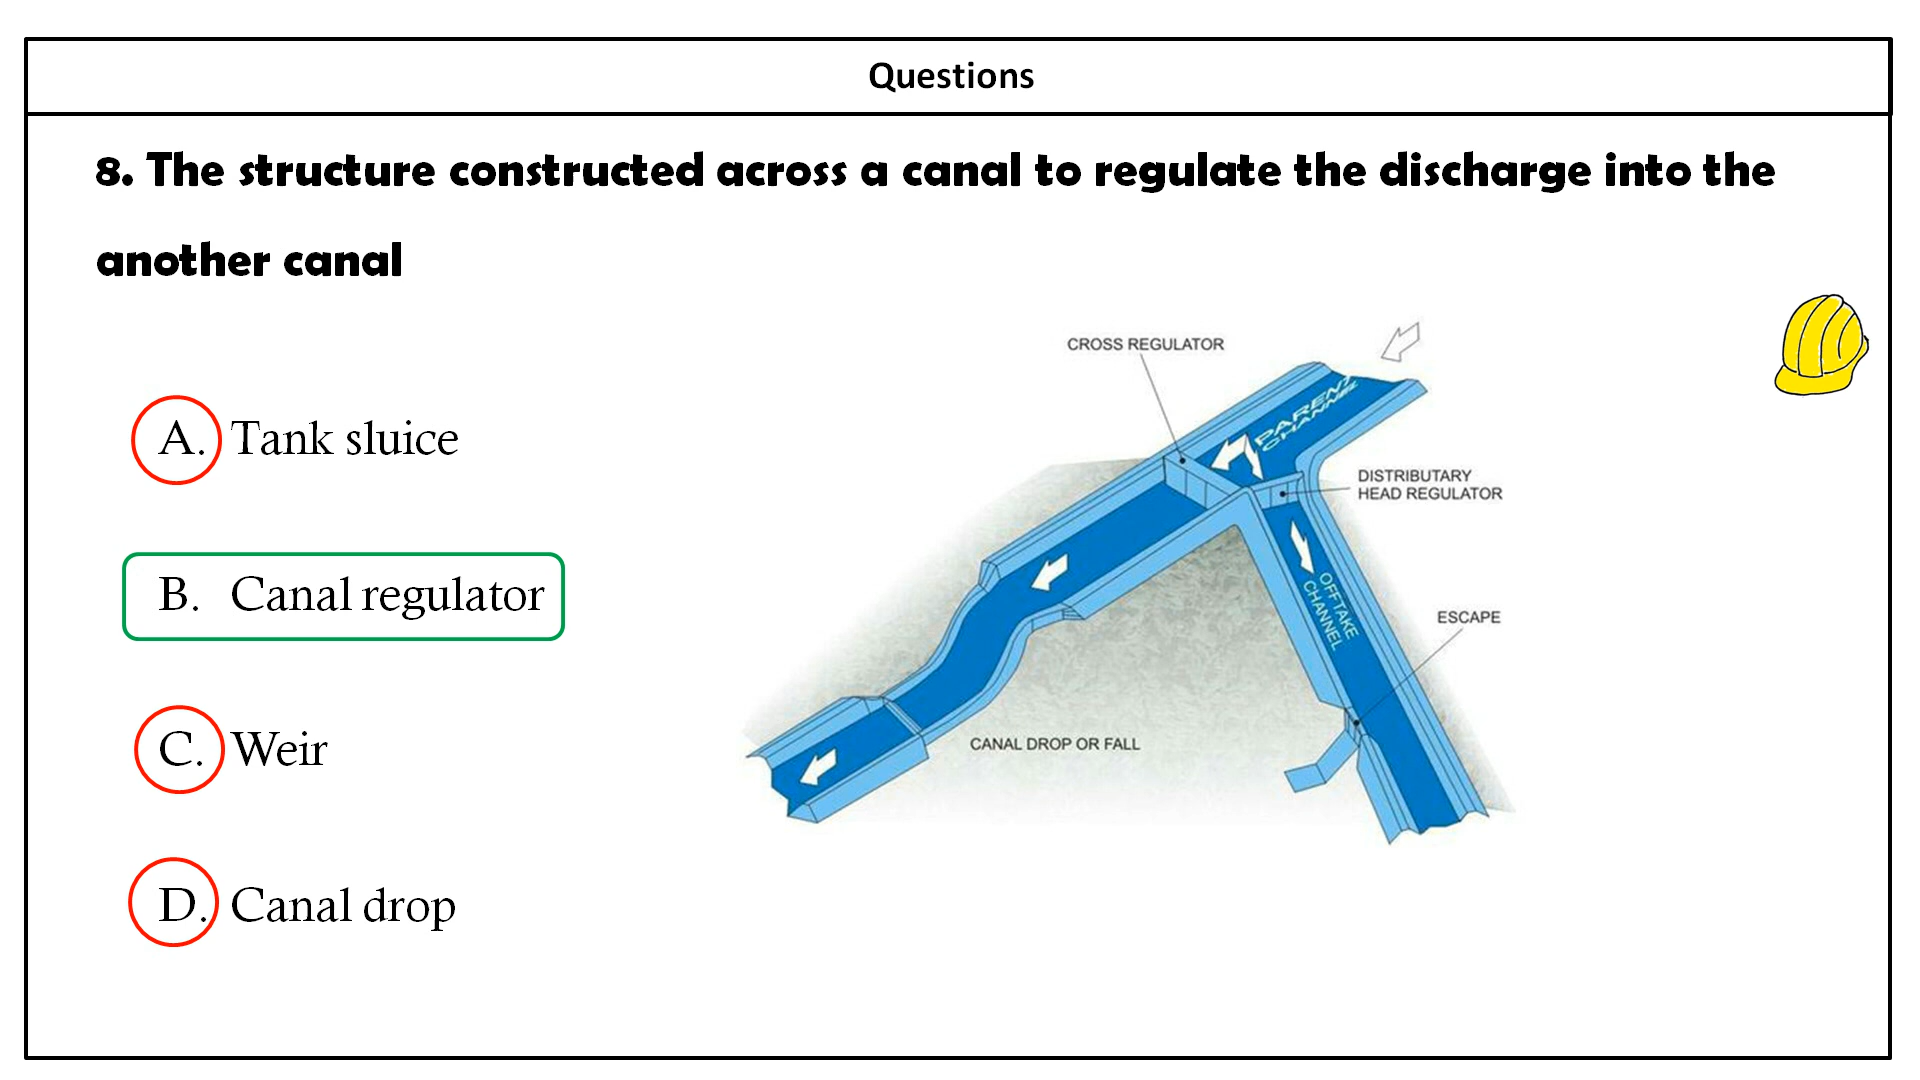 Questions
8. The structure constructed across a canal to regulate the discharge into the
another canal
A. Tank sluice
B. Canal regulator
C. Weir
D. Canal drop
CROSS REGULATOR
PARENT
CHANNEL
DISTRIBUTARY
HEAD REGULATOR
OFFTAKE
CHANNEL
ESCAPE
CANAL DROP OR FALL